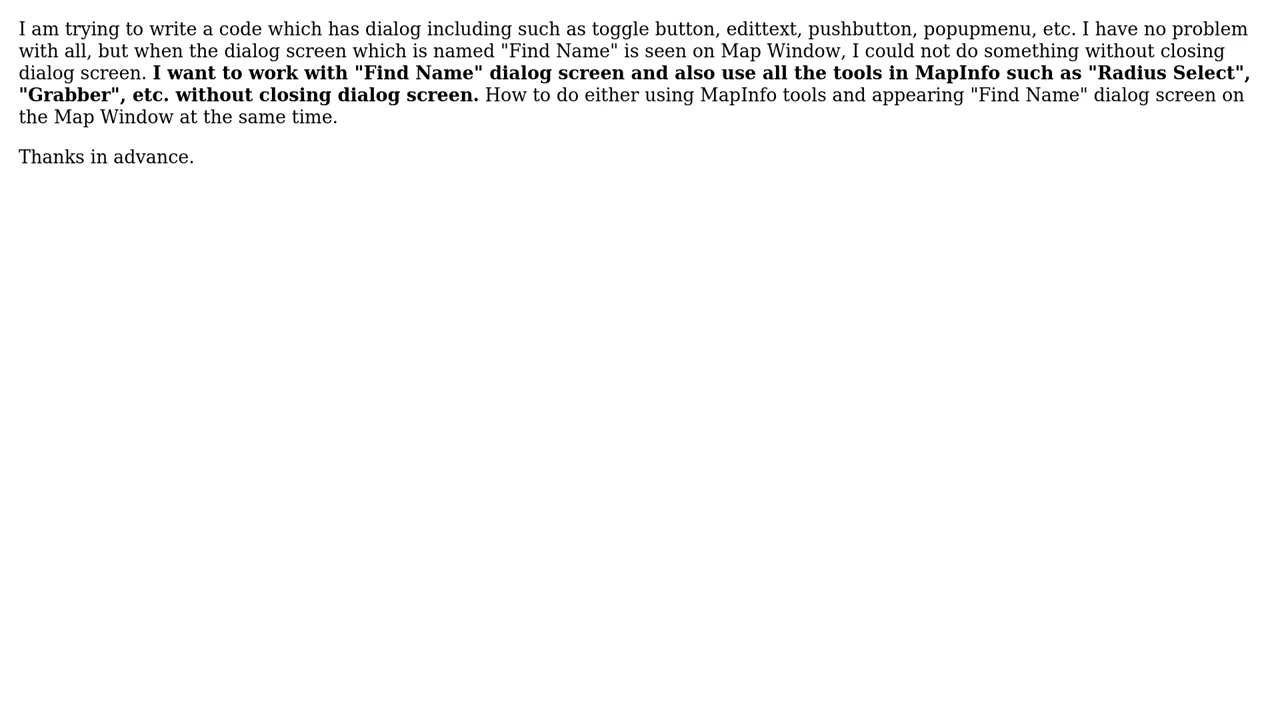 I am trying to write a code which has dialog including such as toggle button, edittext, pushbutton, popupmenu, etc. I have no problem
with all, but when the dialog screen which is named "Find Name" is seen on Map Window, I could not do something without closing
dialog screen. I want to work with "Find Name" dialog screen and also use all the tools in MapInfo such as "Radius Select",
"Grabber", etc. without closing dialog screen. How to do either using MapInfo tools and appearing "Find Name" dialog screen on
the Map Window at the same time.
Thanks in advance.